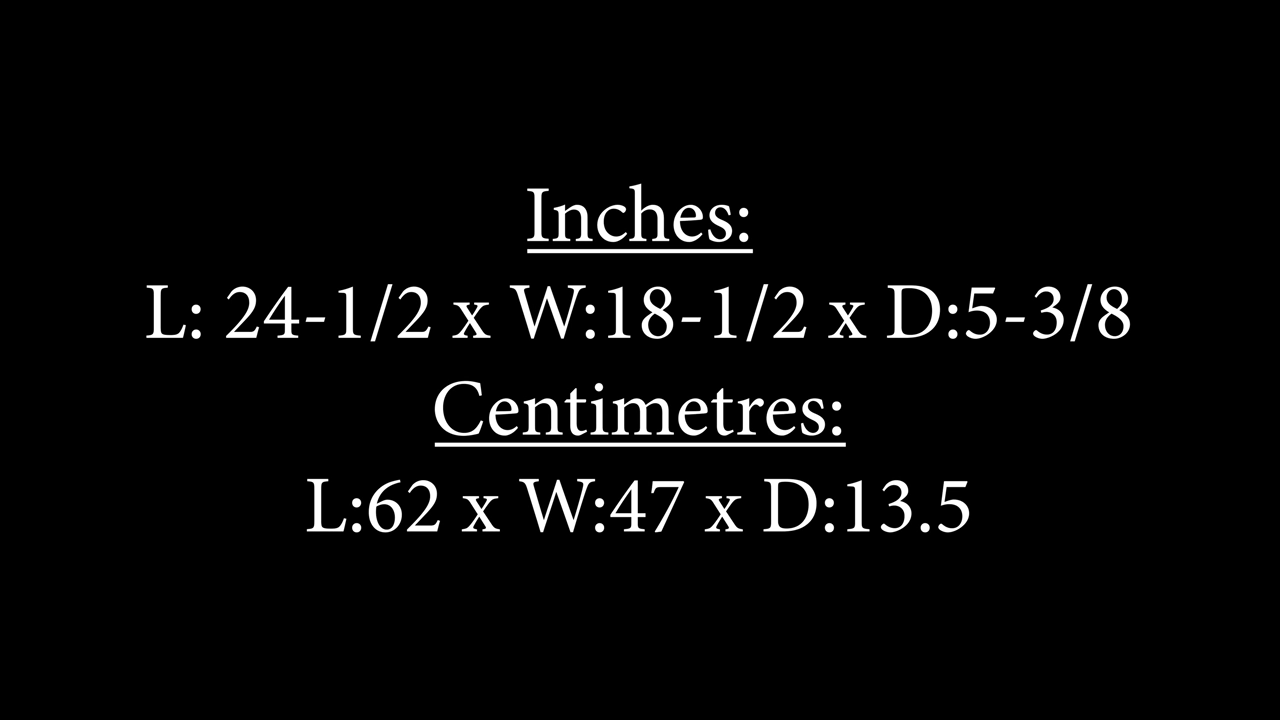 Inches:
L: 24-1/2 x W:18-1/2 x D:5-3/8
Centimetres:
L:62 x W:47 x D:13.5